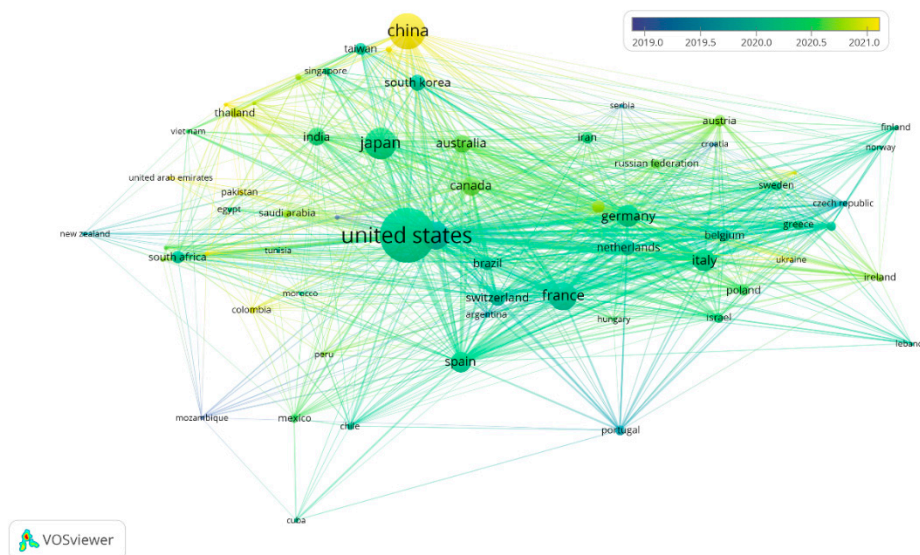 china
2019.0 2019.5 2020.0 2020.5 2021.0
taiwan
singapore
south korea
thailand
serbia
austria
viet nam
india
japan
australia
iran
finland
croatia
norway
russian federation
united arab emirates
pakistan
canada
sweden
egypt
saudi arabia
germany
czech republic
new zealand
united states
belgium
greece
tunisia
netherlands
south africa
brazil
italy
ukraine
ireland
morocco
switzerland
france
poland
colombia
argentina
hungary
israel
lebano
peru
spain
mozambique
mexico
chile
portugal
cuba
VOSviewer